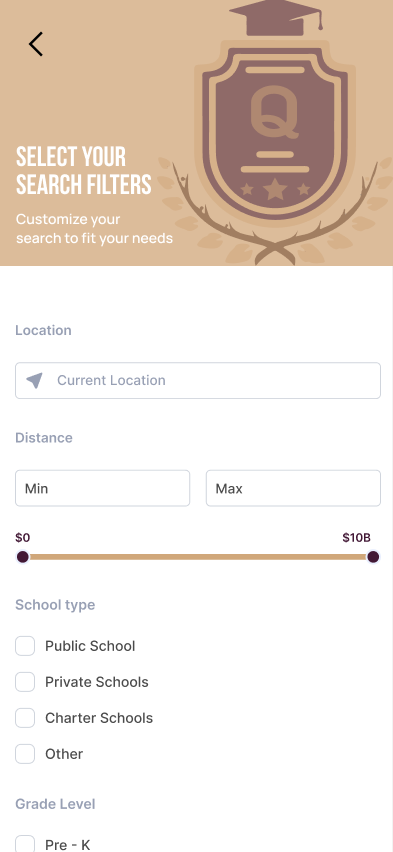 Q
SELECT YOUR
SEARCH FILTERS
Customize your
search to fit your needs
Location
Current Location
Distance
Min
Max
$0
$10B
School type
Public School
Private Schools
Charter Schools
Other
Grade Level
Pre - K